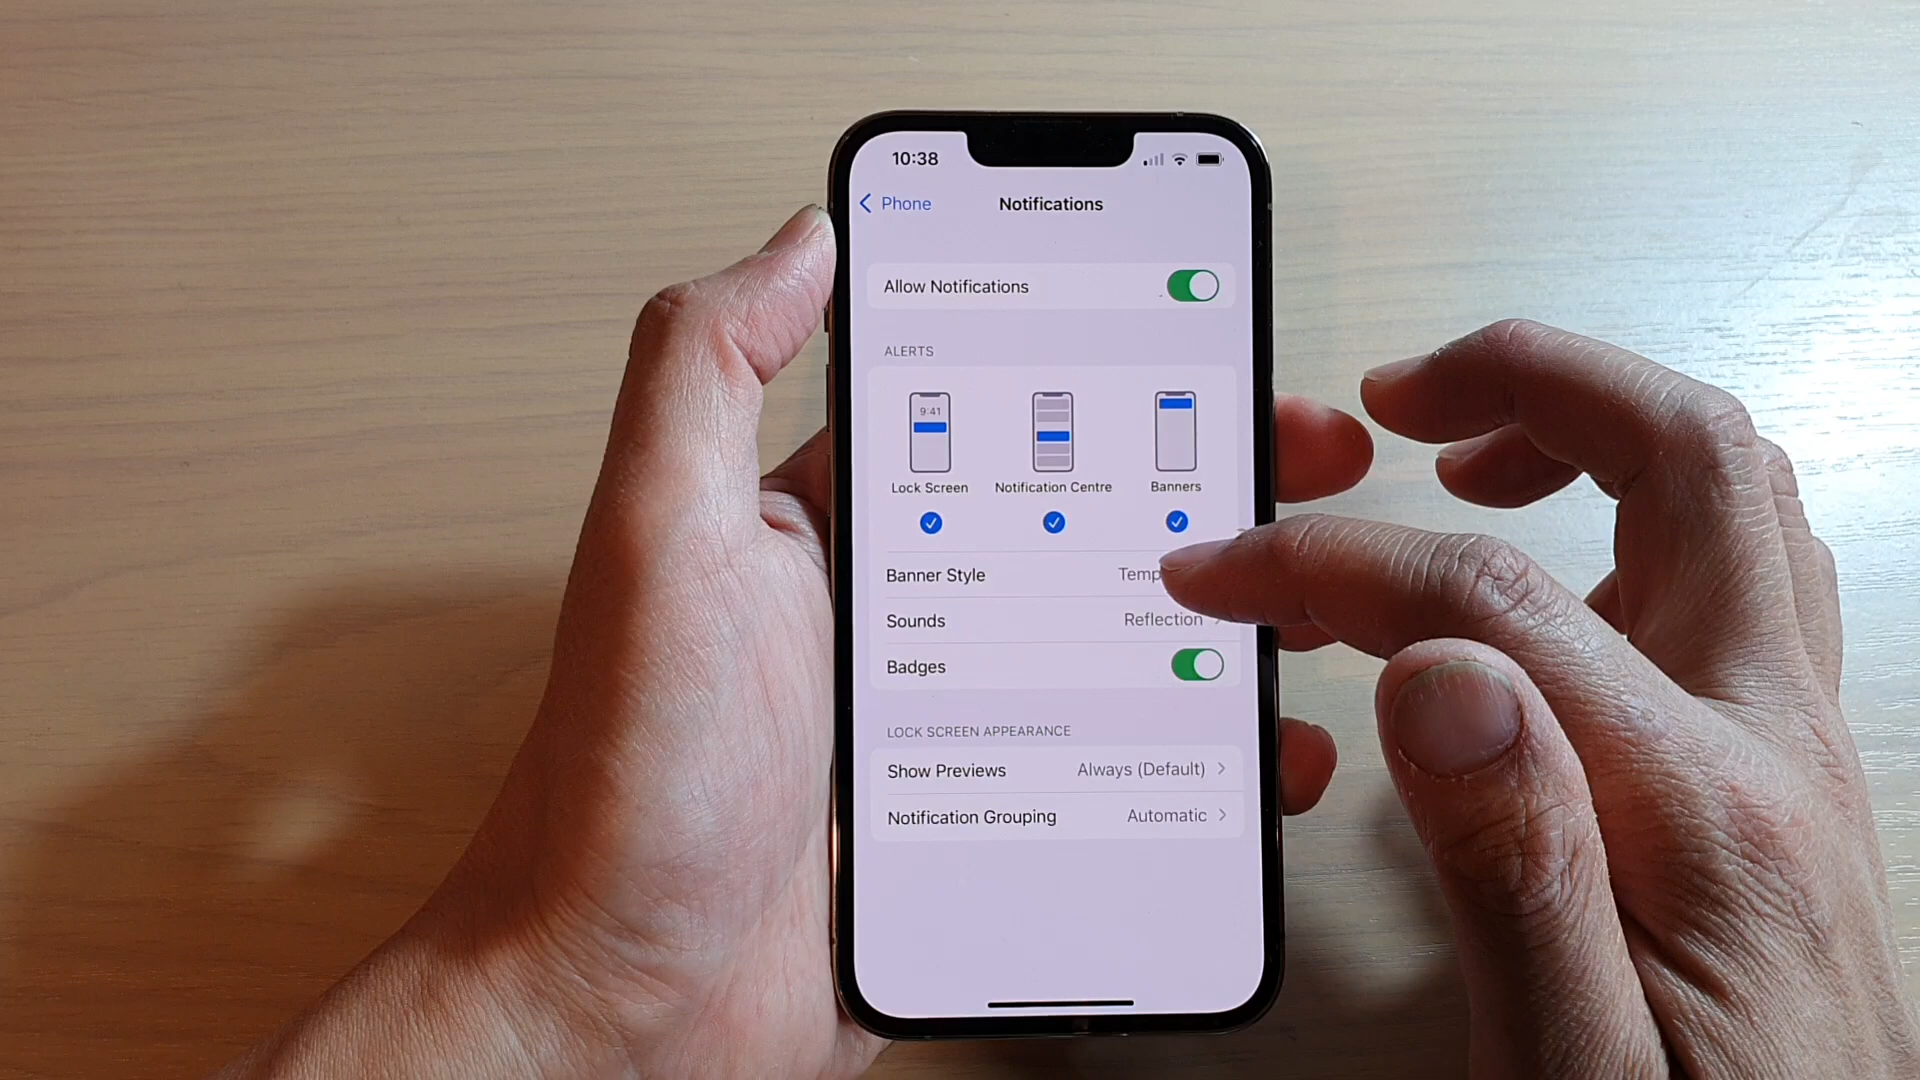 10:38
Phone
Notifications
Allow Notifications
ALERTS
9:41
Lock Screen
Notification Centre
Banners
Banner Style
Sounds Reflection
Badges
LOCK SCREEN APPEARANCE
Show Previews Always (Default)
Notification Grouping Automatic